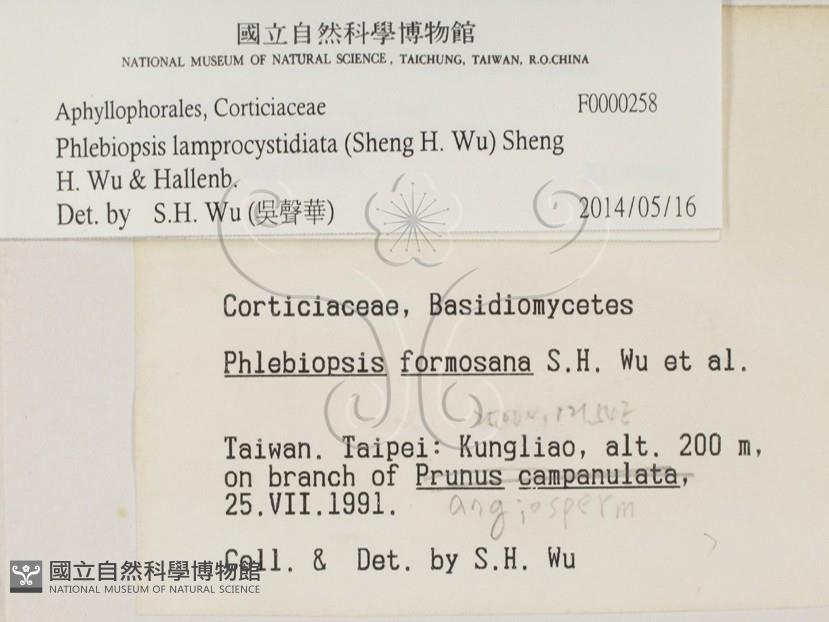 國立自然科學博物館
NATIONAL MUSEUM OF NATURAL SCIENCE, TAICHUNG, TAIWAN, R.O.CHINA
Aphyllophorales, Corticiaceae F0000258
Phlebiopsis lamprocystidiata (Sheng H. Wu) Sheng
H. Wu & Hallenb.
Det. by S.H. Wu (吳聲華) 2014/05/16
Corticiaceae, Basidiomycetes
Phlebiopsis formosana S.H. Wu et al.
Taiwan. Taipei: Kungliao, alt. 200 m,
on branch of Prunus campanulata,
25.VII.1991. angiosperm
Coll. & Det. by S.H. Wu
國立自然科學博物館
NATIONAL MUSEUM OF NATURAL SCIENCE